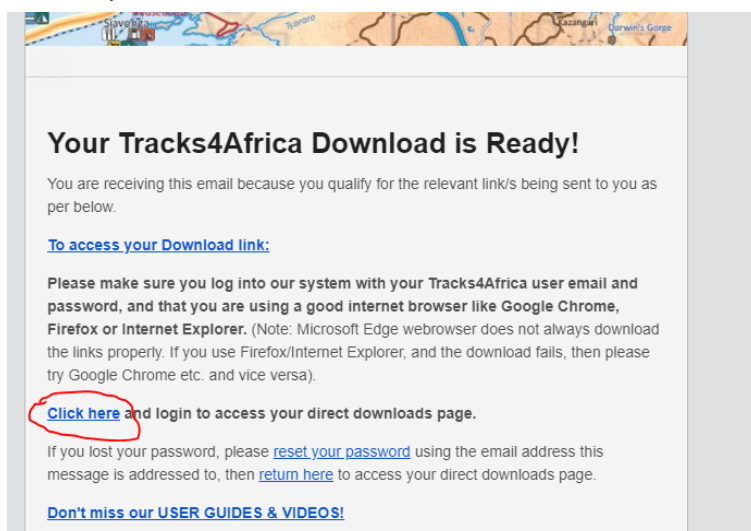 Siavonga
Tsororo
Kazangari
Darwin's Gorge
Your Tracks4Africa Download is Ready!
You are receiving this email because you qualify for the relevant link/s being sent to you as
per below.
To access your Download link:
Please make sure you log into our system with your Tracks4Africa user email and
password, and that you are using a good internet browser like Google Chrome,
Firefox or Internet Explorer. (Note: Microsoft Edge webrowser does not always download
the links properly. If you use Firefox/Internet Explorer, and the download fails, then please
try Google Chrome etc. and vice versa).
Click here and login to access your direct downloads page.
If you lost your password, please reset your password using the email address this
message is addressed to, then return here to access your direct downloads page.
Don't miss our USER GUIDES & VIDEOS!